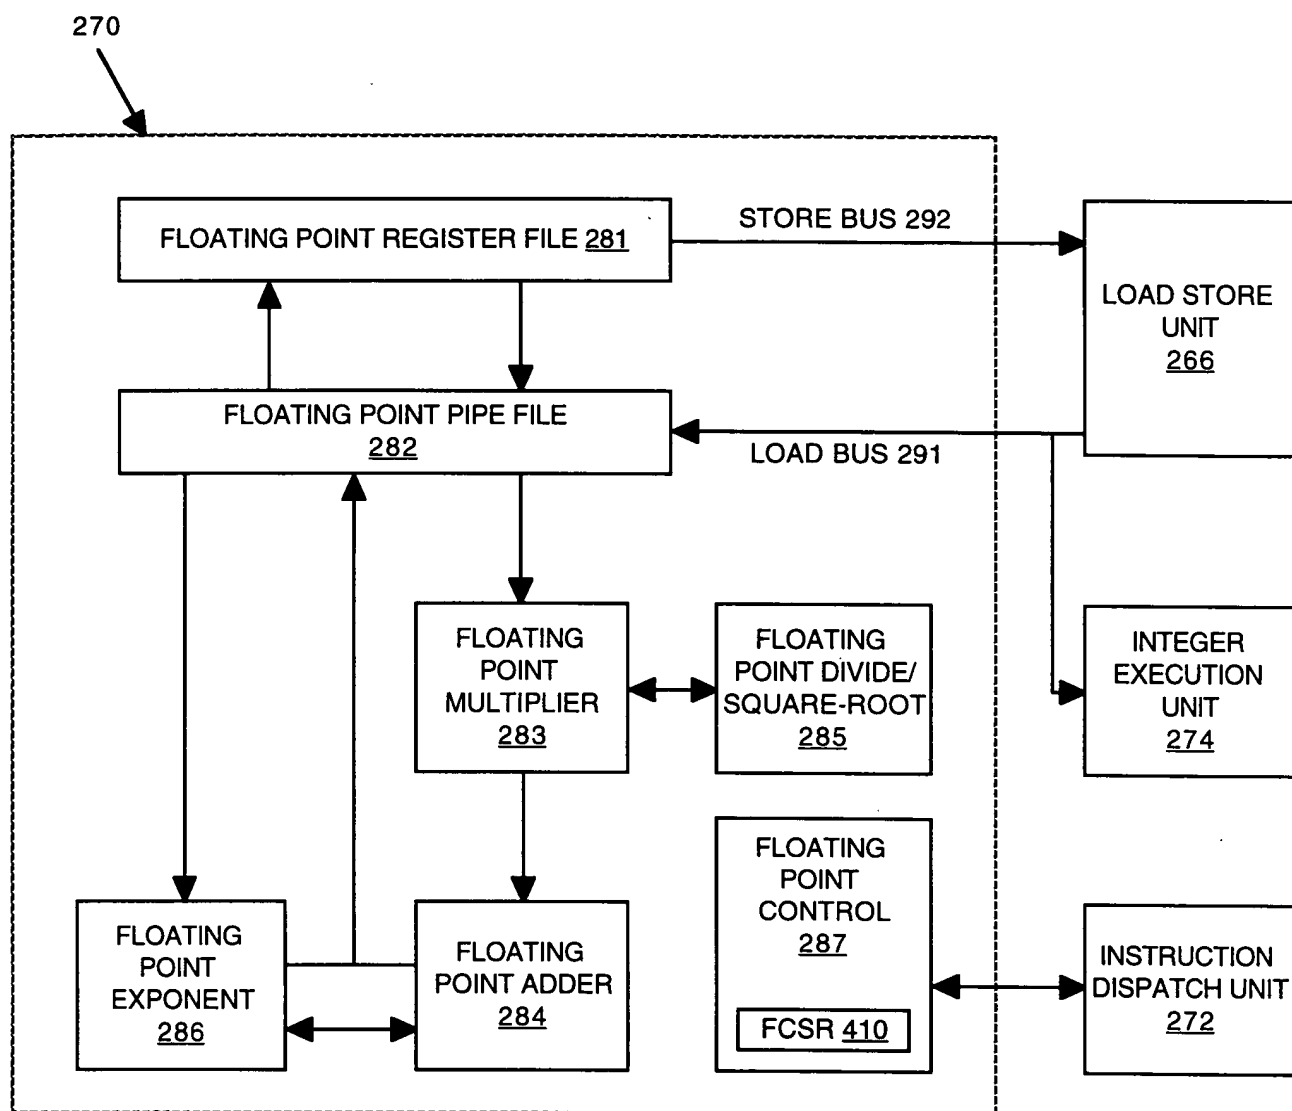 270
FLOATING POINT REGISTER FILE 281
STORE BUS 292
LOAD STORE
UNIT
266
FLOATING POINT PIPE FILE
282
LOAD BUS 291
FLOATING
POINT
MULTIPLIER
283
FLOATING
POINT DIVIDE/
SQUARE-ROOT
285
INTEGER
EXECUTION
UNIT
274
FLOATING
POINT
EXPONENT
286
FLOATING
POINT ADDER
284
FLOATING
POINT
CONTROL
287
FCSR 410
INSTRUCTION
DISPATCH UNIT
272